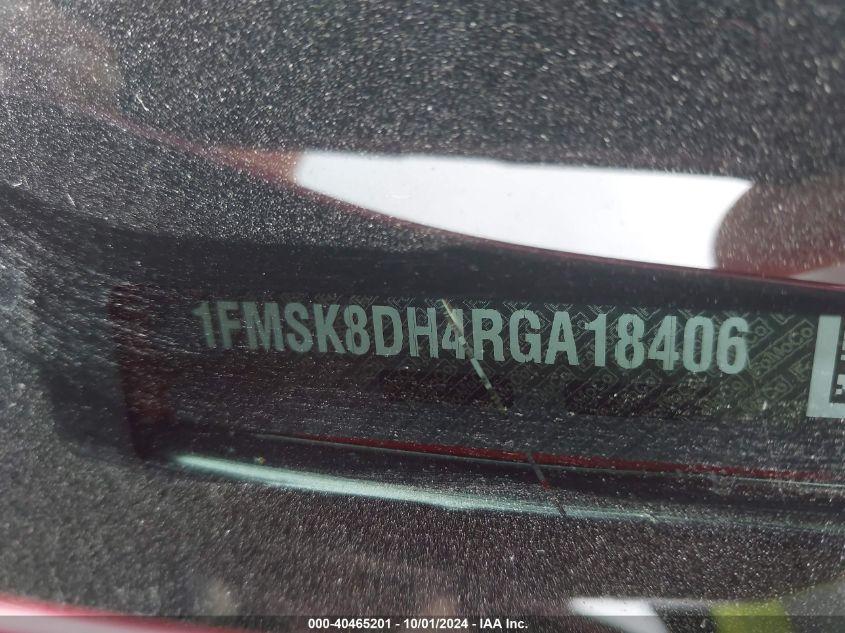 1FMSK8DH4RGA18406
000-40465201 - 10/01/2024 - IAA Inc.